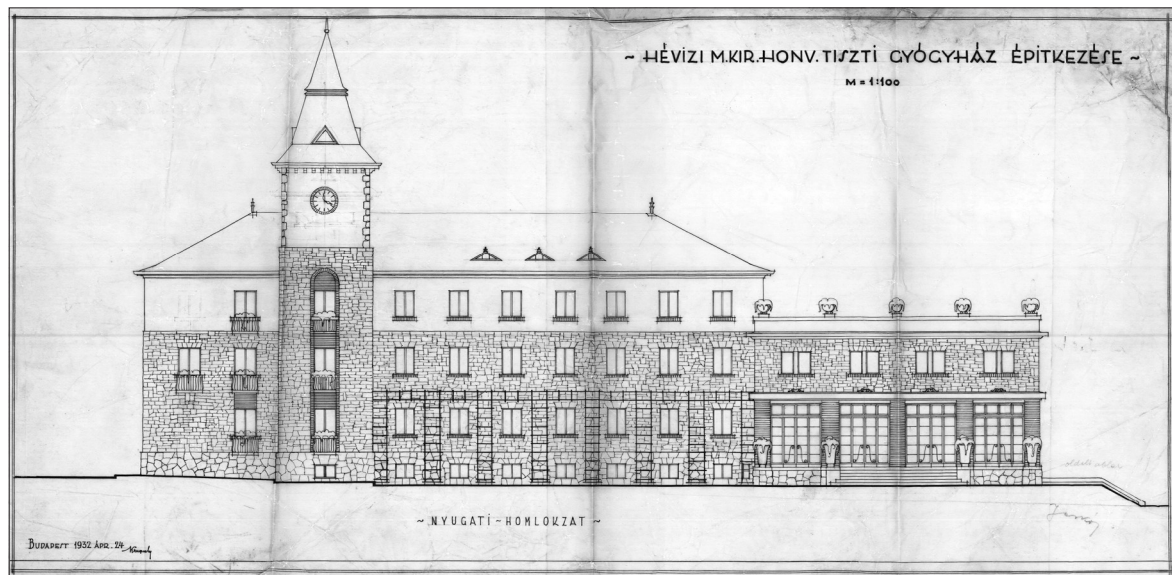 ~ HÉVIZI M.KIR.HONV.TISZTI GYÓGYHÁZ ÉPITKEZÉSE ~
M = 1:100
~ NYUGATI-HOMLOKZAT ~
BUDAPEST 1932 ÁPR. 24.